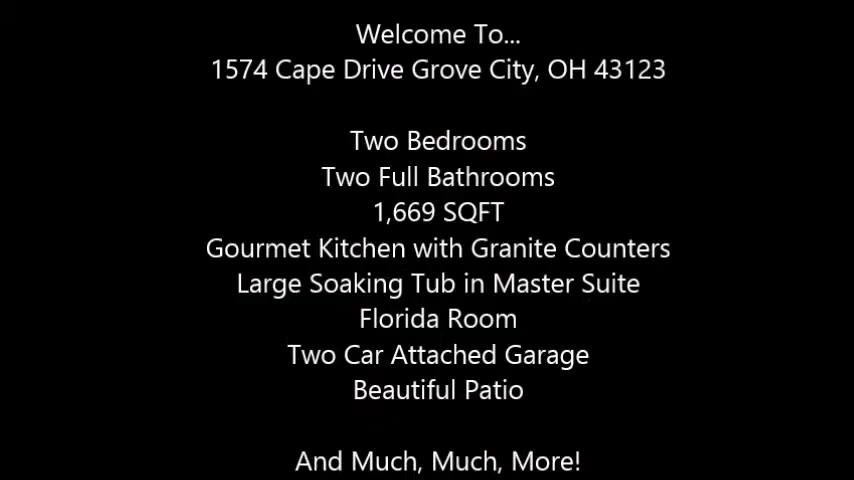 Welcome To...
1574 Cape Drive Grove City, OH 43123
Two Bedrooms
Two Full Bathrooms
1,669 SQFT
Gourmet Kitchen with Granite Counters
Large Soaking Tub in Master Suite
Florida Room
Two Car Attached Garage
Beautiful Patio
And Much, Much, More!